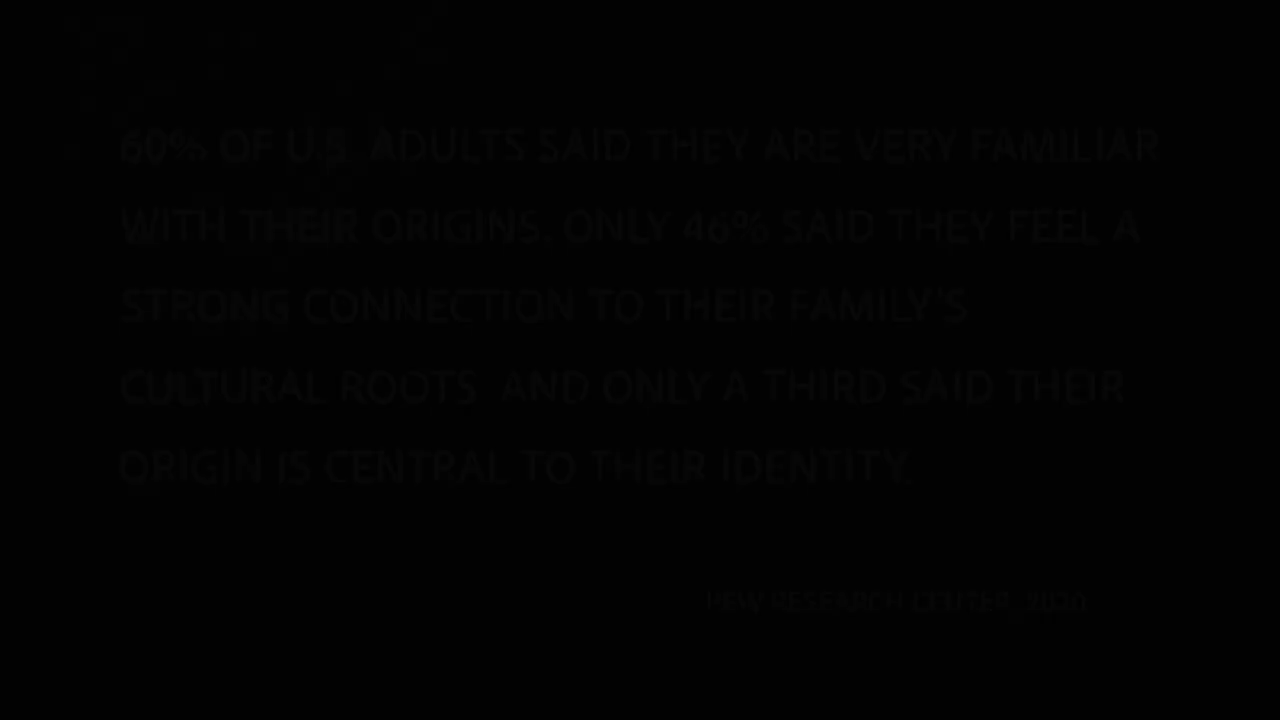 60% OF U.S. ADULTS SAID THEY ARE VERY FAMILIAR
WITH THEIR ORIGINS. ONLY 46% SAID THEY FEEL A
STRONG CONNECTION TO THEIR FAMILY'S
CULTURAL ROOTS. AND ONLY A THIRD SAID THEIR
ORIGIN IS CENTRAL TO THEIR IDENTITY.
PEW RESEARCH CENTER, 2020